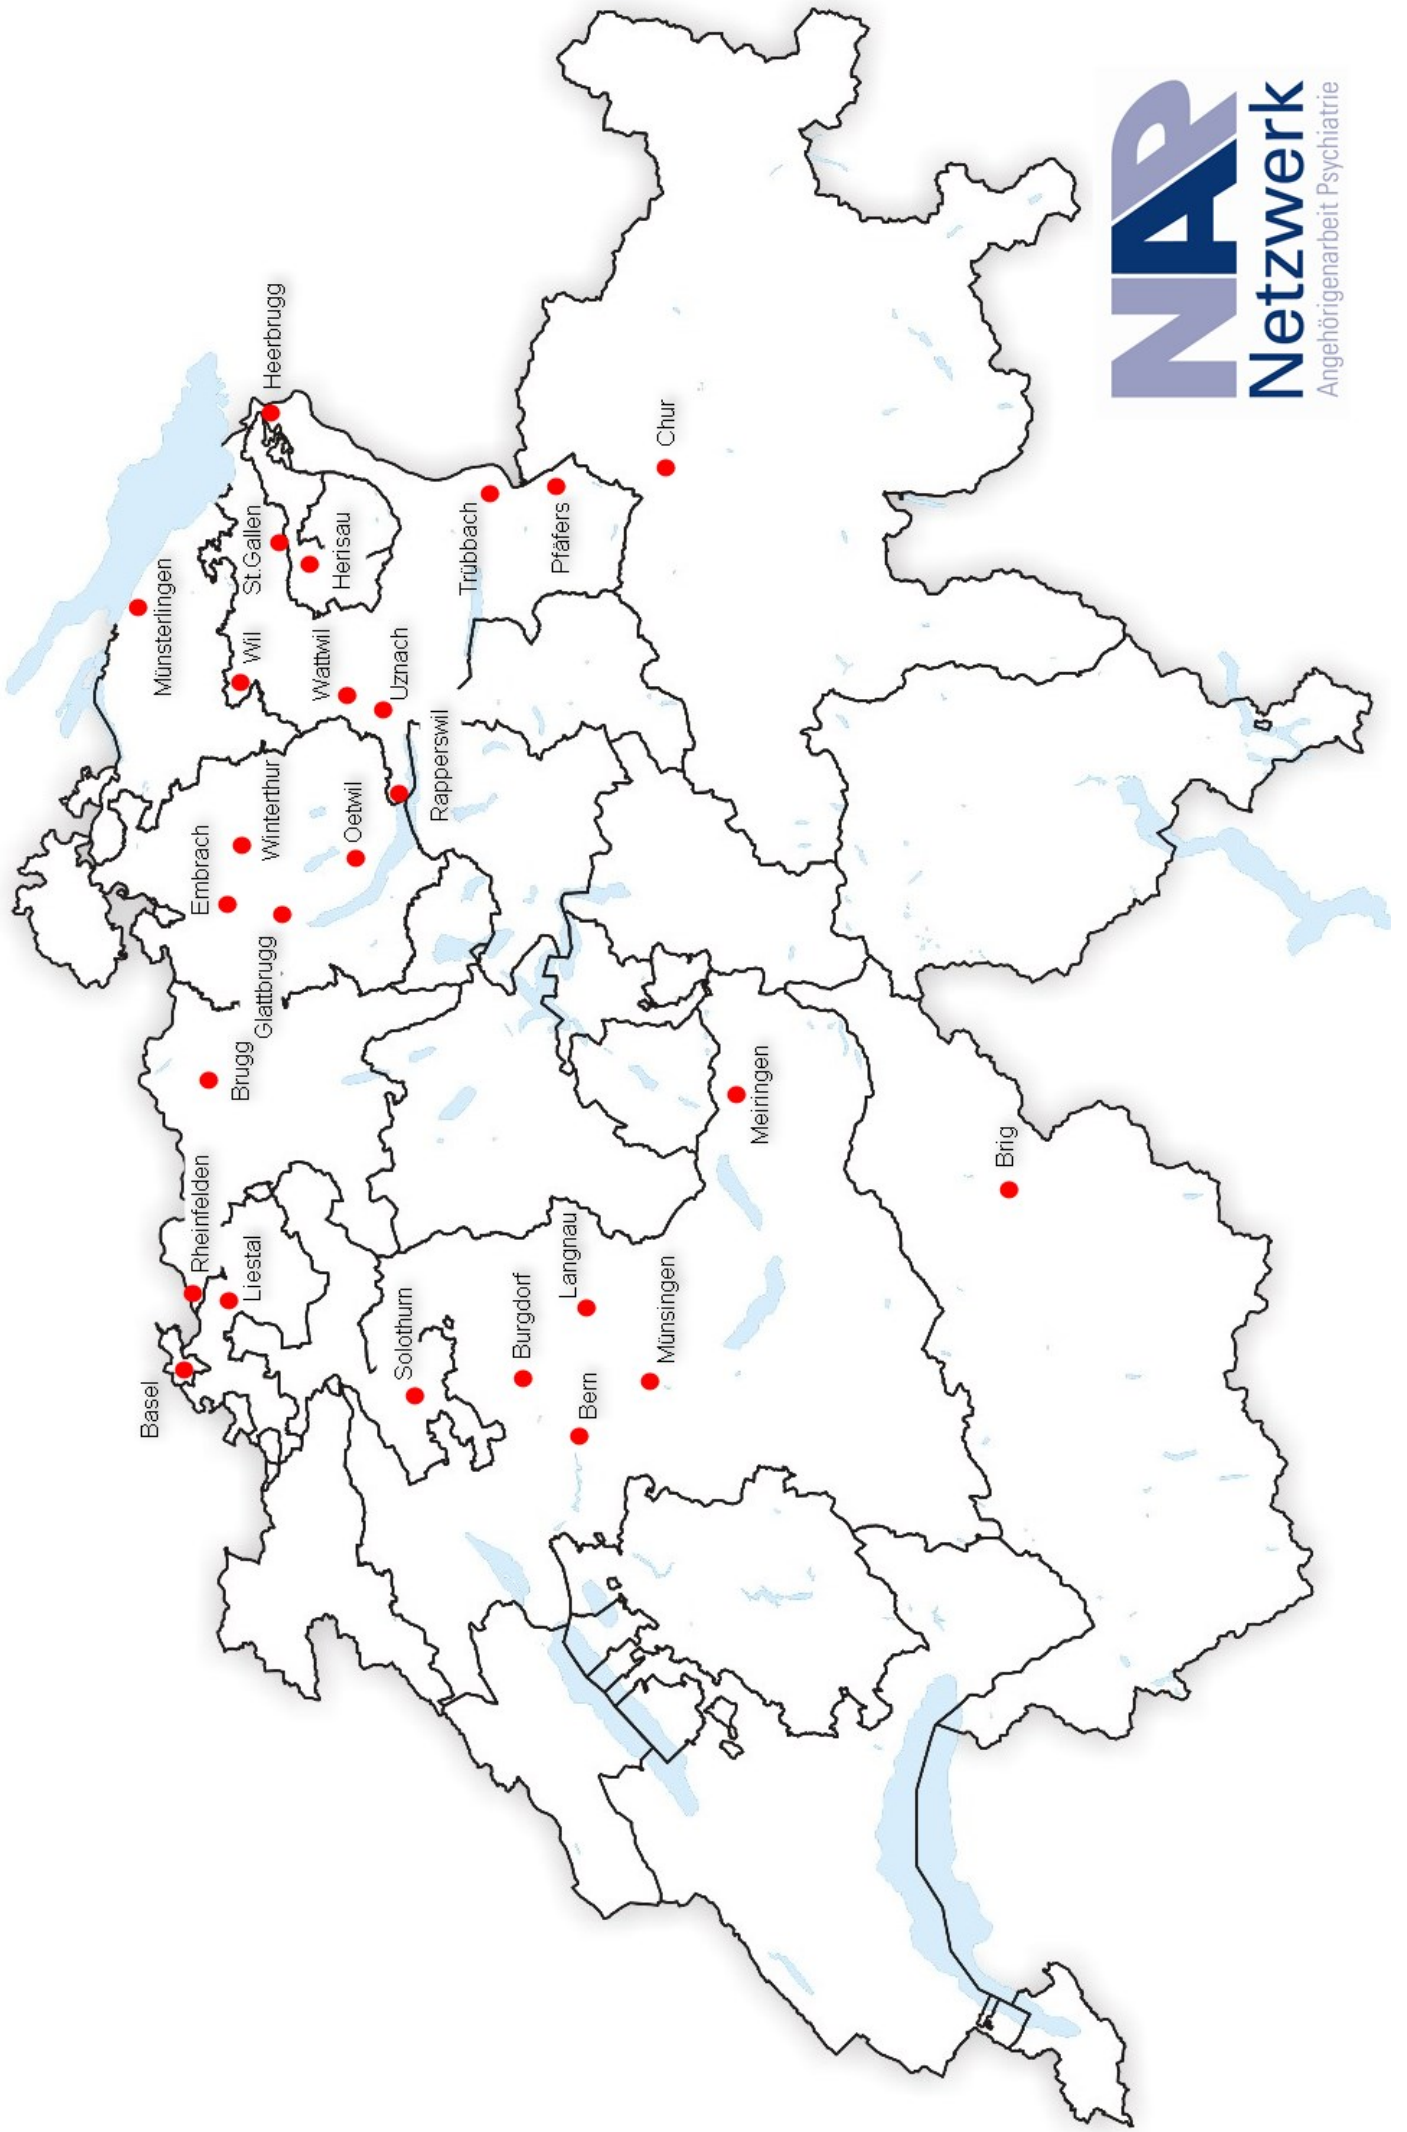 Basel
Rheinfelden
Liestal
Brugg
Embrach
Winterthur
Glattbrugg
Oetwil
Münsterlingen
Wil
St.Gallen
Heerbrugg
Herisau
Wattwil
Uznach
Rapperswil
Solothurn
Trübbach
Burgdorf
Pfäfers
Langnau
Bern
Münsingen
Chur
Meiringen
Brig
NAP
Netzwerk
Angehörigenarbeit Psychiatrie